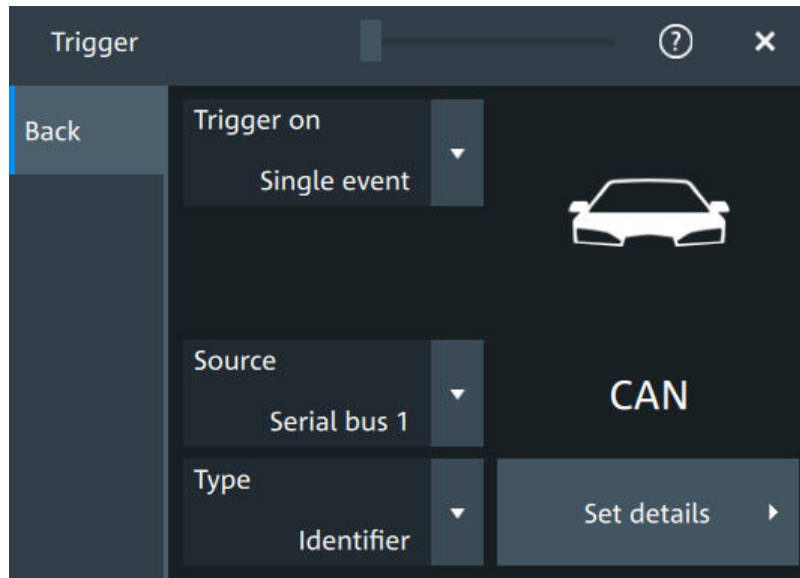 Trigger
?
Back
Trigger on
Single event
Source
Serial bus 1
CAN
Type
Identifier
Set details